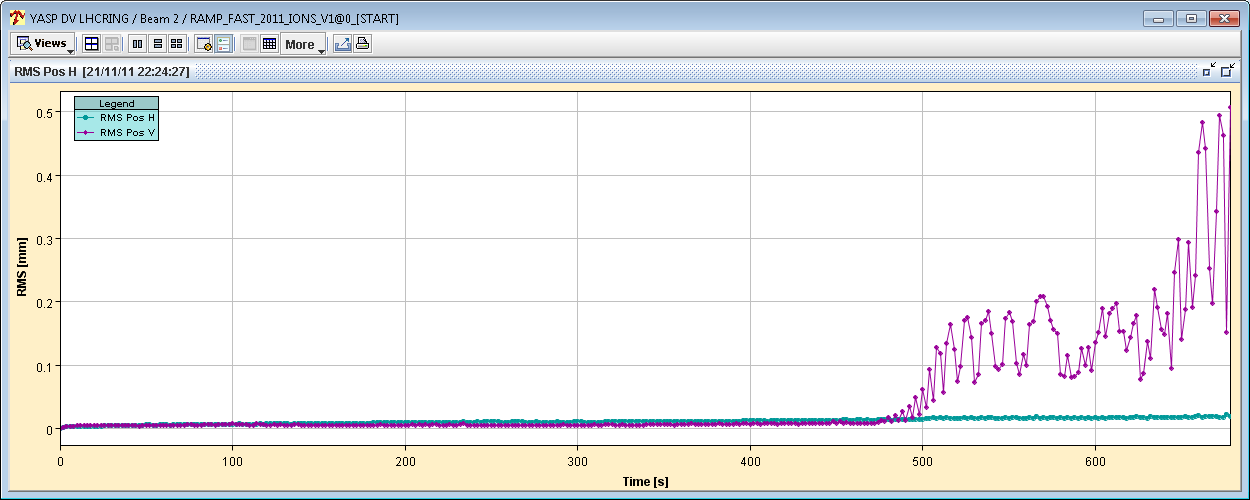 YASP DV LHCRING / Beam 2 / RAMP_FAST_2011_IONS_V1@0_[START]
Views More
RMS Pos H [21/11/11 22:24:27]
Legend
RMS Pos H
RMS Pos V
0.5
0.4
0.3
0.2
0.1
0
RMS [mm]
0 100 200 300 400 500 600
Time [s]